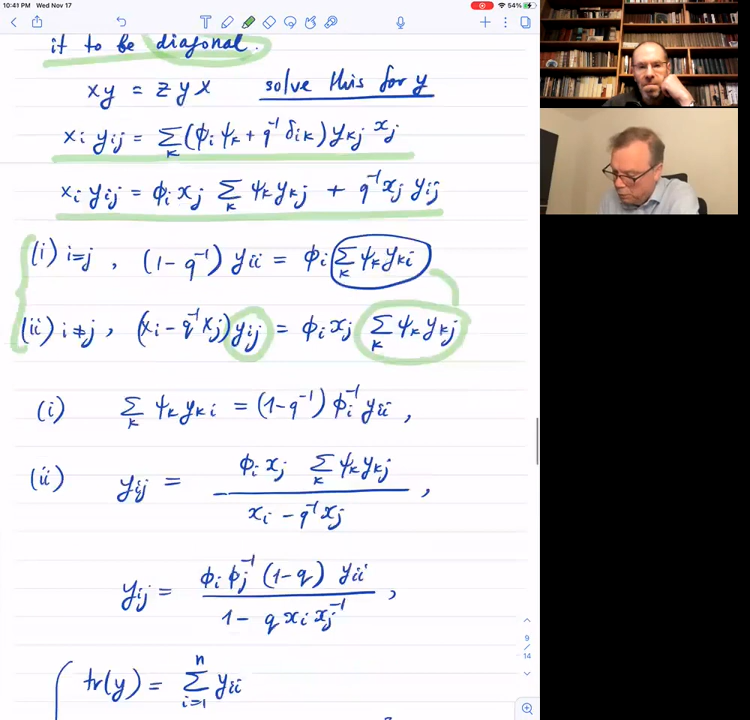 10:41 PM Wed Nov 17
54%
it to be diagonal.
xy = z y x solve this for y
x_i y_ij = Σ_k (ϕ_i ψ_k + q^-1 δ_ik) y_kj x_j
x_i y_ij = ϕ_i x_j Σ_k ψ_k y_kj + q^-1 x_j y_ij
(i) i=j , (1 - q^-1) y_ii = ϕ_i Σ_k ψ_k y_ki
(ii) i≠j , (x_i - q^-1 x_j) y_ij = ϕ_i x_j Σ_k ψ_k y_kj
(i) Σ_k ψ_k y_ki = (1-q^-1) ϕ_i^-1 y_ii ,
(ii) y_ij = ϕ_i x_j Σ_k ψ_k y_kj / x_i - q^-1 x_j ,
y_ij = ϕ_i ϕ_j^-1 (1-q) y_ii / 1 - q x_i x_j^-1 ,
tr(y) = Σ_{i=1}^n y_ii
9
14